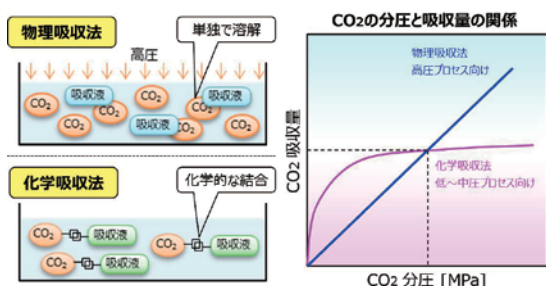 物理吸収法
高圧
単独で溶解
CO₂
吸収液
CO₂
CO₂
CO₂
吸収液
CO₂
CO₂
吸収液
CO₂
CO₂
化学吸収法
化学的な結合
CO₂
吸収液
CO₂
吸収液
CO₂
吸収液
CO2の分圧と吸収量の関係
物理吸収法
高圧プロセス向け
化学吸収法
低～中圧プロセス向け
CO₂ 吸収量
CO₂ 分圧 [MPa]